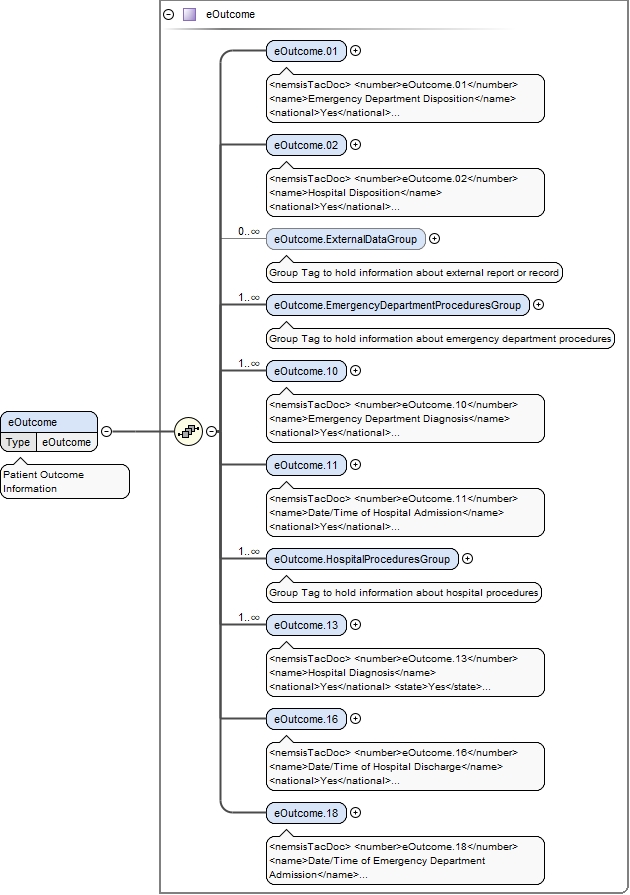 eOutcome
eOutcome.01
<nemsisTacDoc> <number>eOutcome.01</number>
<name>Emergency Department Disposition</name>
<national>Yes</national>...
eOutcome.02
<nemsisTacDoc> <number>eOutcome.02</number>
<name>Hospital Disposition</name>
<national>Yes</national>...
0..∞
eOutcome.ExternalDataGroup
Group Tag to hold information about external report or record
1..∞
eOutcome.EmergencyDepartmentProceduresGroup
Group Tag to hold information about emergency department procedures
1..∞
eOutcome.10
<nemsisTacDoc> <number>eOutcome.10</number>
<name>Emergency Department Diagnosis</name>
<national>Yes</national>...
eOutcome
Type eOutcome
Patient Outcome
Information
eOutcome.11
<nemsisTacDoc> <number>eOutcome.11</number>
<name>Date/Time of Hospital Admission</name>
<national>Yes</national>...
1..∞
eOutcome.HospitalProceduresGroup
Group Tag to hold information about hospital procedures
1..∞
eOutcome.13
<nemsisTacDoc> <number>eOutcome.13</number>
<name>Hospital Diagnosis</name>
<national>Yes</national> <state>Yes</state>...
eOutcome.16
<nemsisTacDoc> <number>eOutcome.16</number>
<name>Date/Time of Hospital Discharge</name>
<national>Yes</national>...
eOutcome.18
<nemsisTacDoc> <number>eOutcome.18</number>
<name>Date/Time of Emergency Department
Admission</name>...